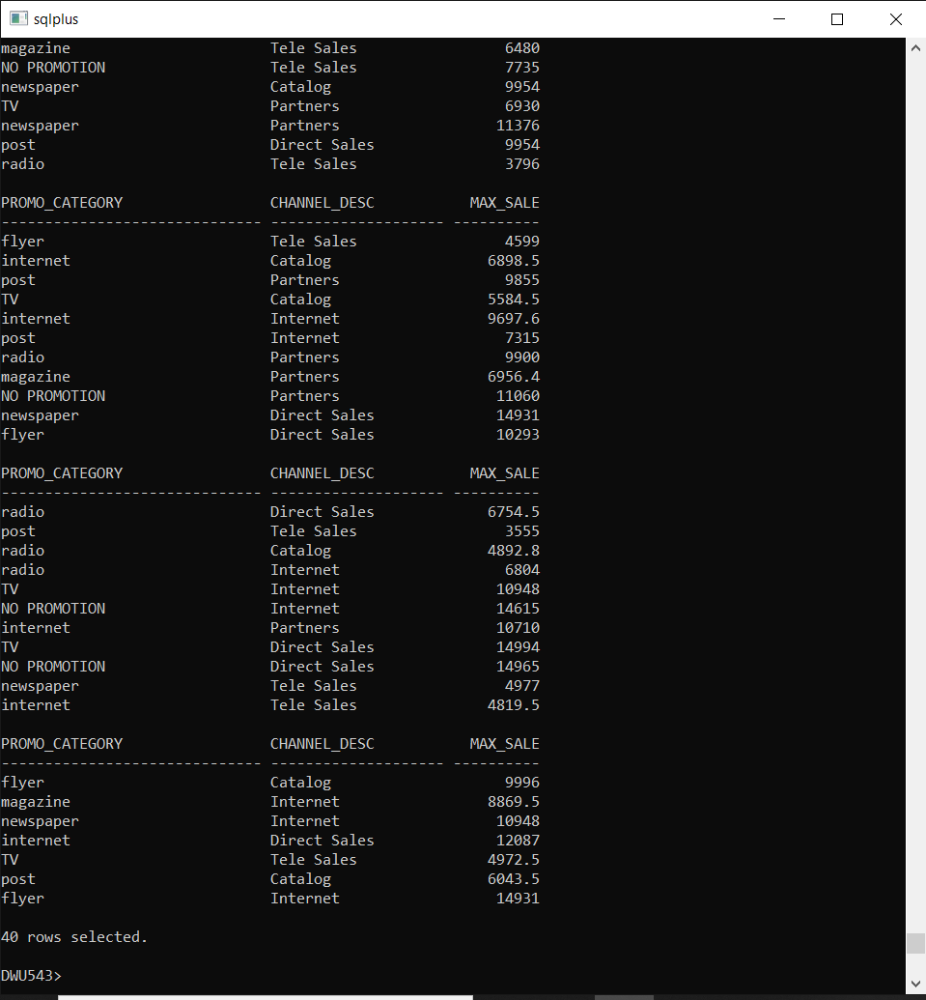 sqlplus
magazine                       Tele Sales                 6480
NO PROMOTION                   Tele Sales                 7735
newspaper                      Catalog                    9954
TV                             Partners                   6930
newspaper                      Partners                  11376
post                           Direct Sales               9954
radio                          Tele Sales                 3796

PROMO_CATEGORY                 CHANNEL_DESC           MAX_SALE
------------------------------ -------------------- ----------
flyer                          Tele Sales                 4599
internet                       Catalog                  6898.5
post                           Partners                   9855
TV                             Catalog                  5584.5
internet                       Internet                 9697.6
post                           Internet                   7315
radio                          Partners                   9900
magazine                       Partners                 6956.4
NO PROMOTION                   Partners                  11060
newspaper                      Direct Sales              14931
flyer                          Direct Sales              10293

PROMO_CATEGORY                 CHANNEL_DESC           MAX_SALE
------------------------------ -------------------- ----------
radio                          Direct Sales             6754.5
post                           Tele Sales                 3555
radio                          Catalog                  4892.8
radio                          Internet                   6804
TV                             Internet                  10948
NO PROMOTION                   Internet                  14615
internet                       Partners                  10710
TV                             Direct Sales              14994
NO PROMOTION                   Direct Sales              14965
newspaper                      Tele Sales                 4977
internet                       Tele Sales               4819.5

PROMO_CATEGORY                 CHANNEL_DESC           MAX_SALE
------------------------------ -------------------- ----------
flyer                          Catalog                    9996
magazine                       Internet                 8869.5
newspaper                      Internet                  10948
internet                       Direct Sales              12087
TV                             Tele Sales               4972.5
post                           Catalog                  6043.5
flyer                          Internet                  14931

40 rows selected.

DWU543>